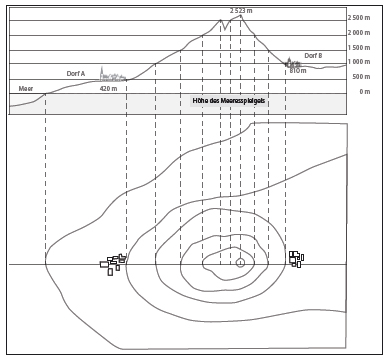 2 523 m
2 500 m
2 000 m
1 500 m
1 000 m
500 m
0 m
Dorf B
810 m
Dorf A
420 m
Meer
Höhe des Meeresspiegels